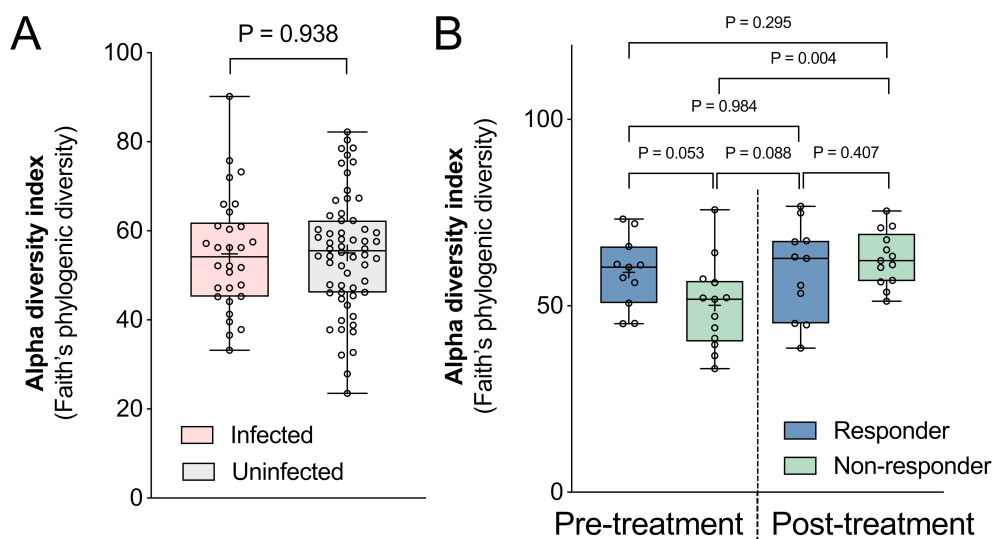 A
P = 0.938
100
80
60
40
20
0
Alpha diversity index
(Faith's phylogenic diversity)
Infected
Uninfected
B
P = 0.295
P = 0.004
P = 0.984
P = 0.053
P = 0.088
P = 0.407
100
50
0
Alpha diversity index
(Faith's phylogenic diversity)
Responder
Non-responder
Pre-treatment
Post-treatment